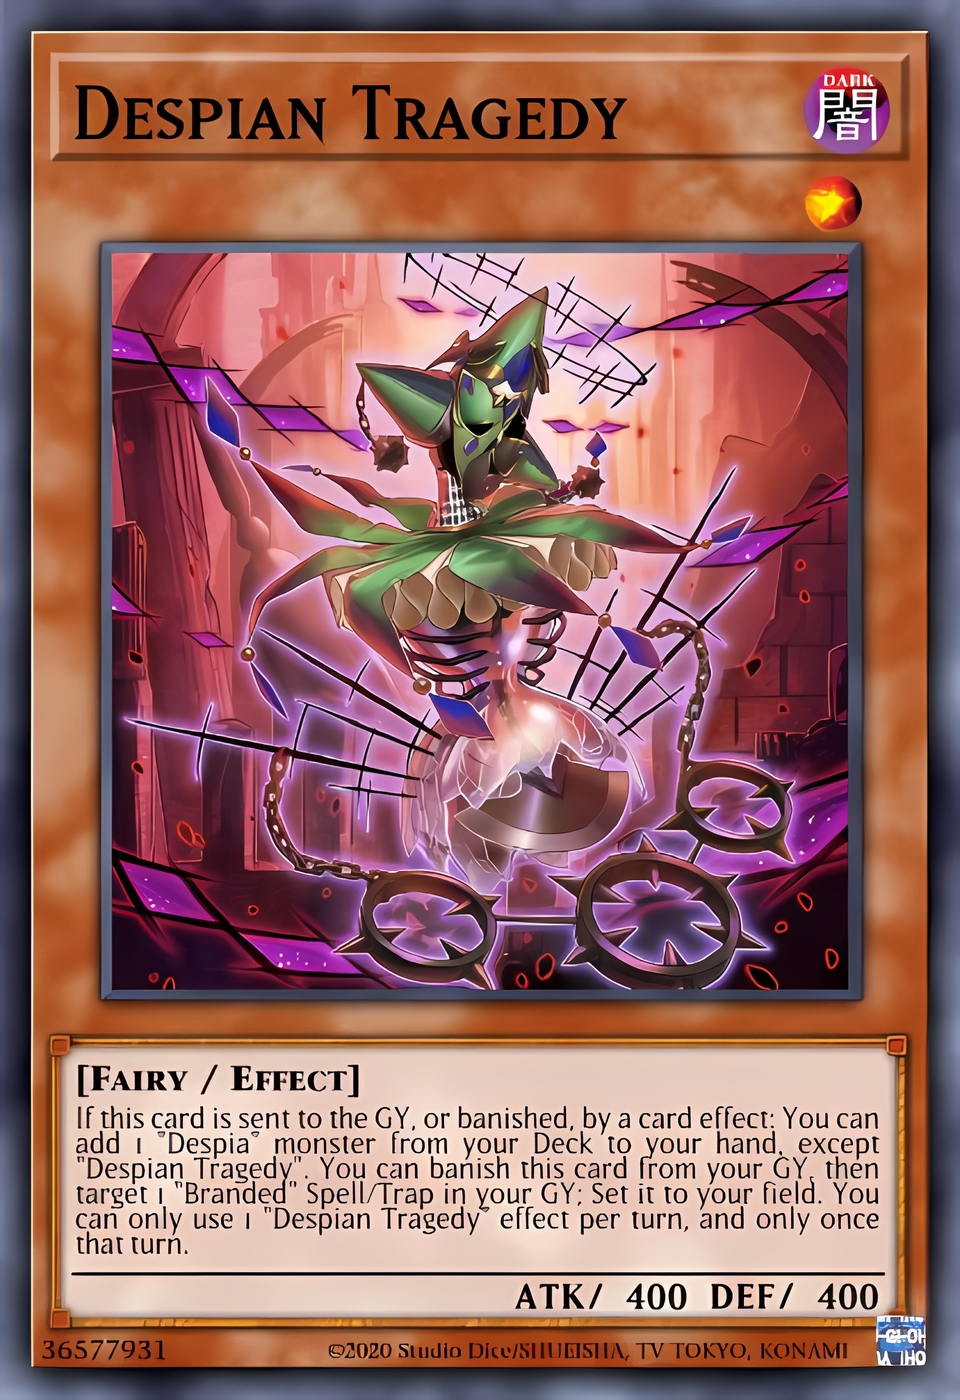 DESPIAN TRAGEDY
DARK
闇
[FAIRY / EFFECT]
If this card is sent to the GY, or banished, by a card effect: You can
add 1 "Despia" monster from your Deck to your hand, except
"Despian Tragedy". You can banish this card from your GY, then
target 1 "Branded" Spell/Trap in your GY; Set it to your field. You
can only use 1 "Despian Tragedy" effect per turn, and only once
that turn.
ATK/ 400 DEF/ 400
36577931 ©2020 Studio Dice/SHUEISHA, TV TOKYO, KONAMI